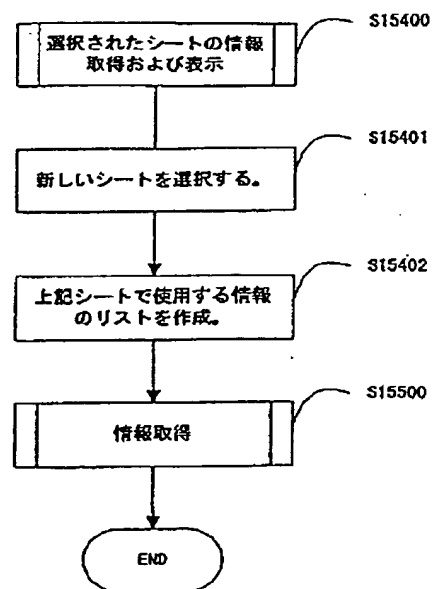 選択されたシートの情報
取得および表示
S15400
新しいシートを選択する。
S15401
上記シートで使用する情報
のリストを作成。
S15402
情報取得
S15500
END